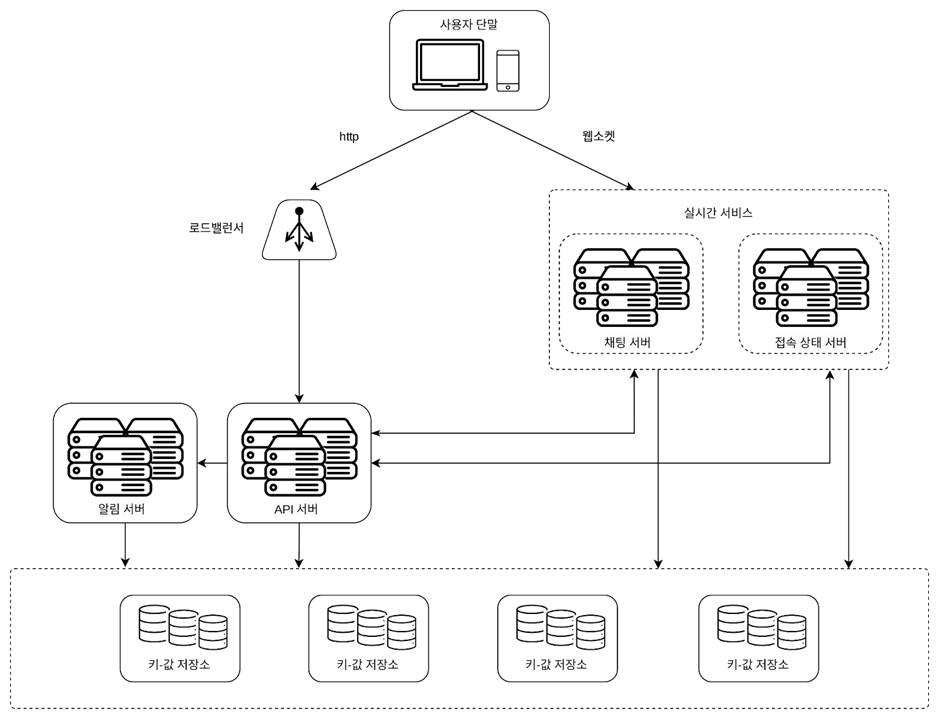 사용자 단말
http
웹소켓
로드밸런서
실시간 서비스
채팅 서버
접속 상태 서버
알림 서버
API 서버
키-값 저장소
키-값 저장소
키-값 저장소
키-값 저장소